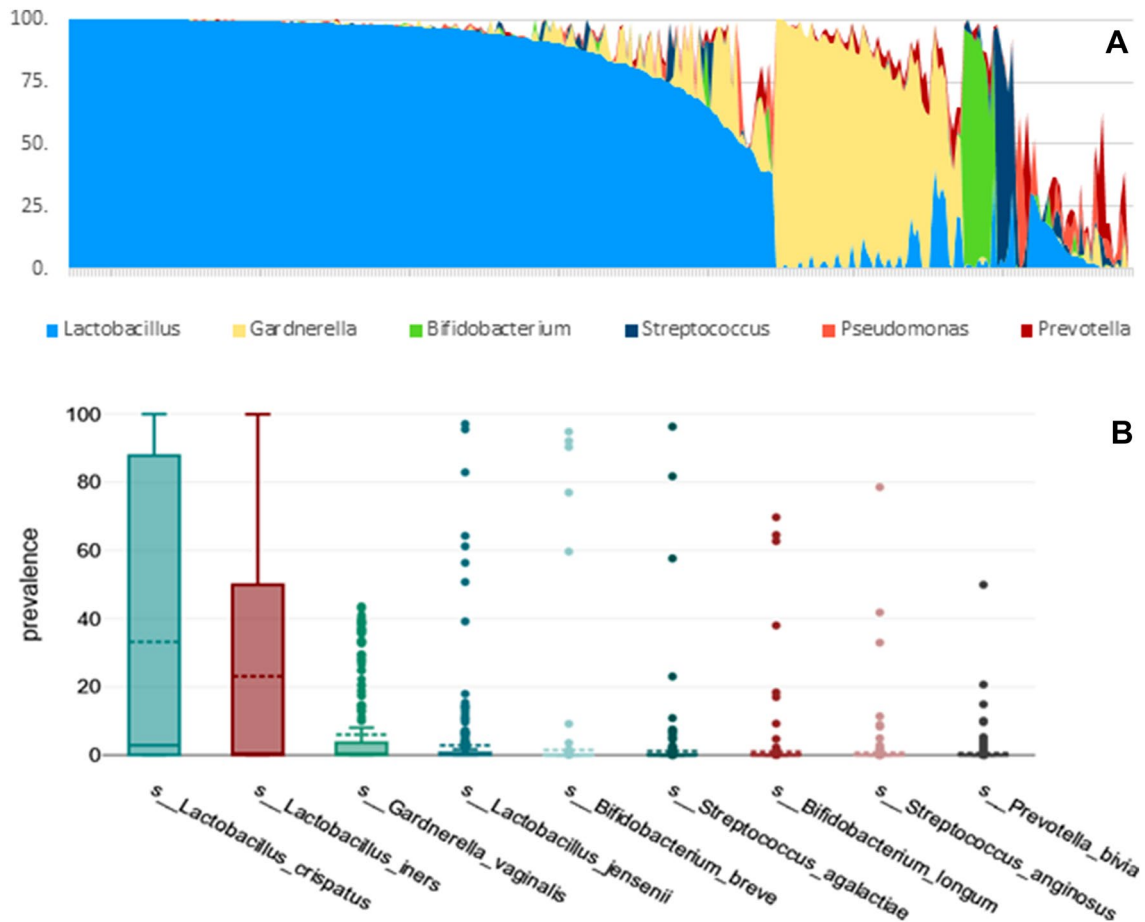 100.
A
75.
50.
25.
0.
Lactobacillus Gardnerella Bifidobacterium Streptococcus Pseudomonas Prevotella
100
B
80
60
40
20
0
prevalence
s__Lactobacillus_crispatus
s__Lactobacillus_iners
s__Gardnerella_vaginalis
s__Lactobacillus_jensenii
s__Bifidobacterium_breve
s__Streptococcus_agalactiae
s__Bifidobacterium_longum
s__Streptococcus_anginosus
s__Prevotella_bivia